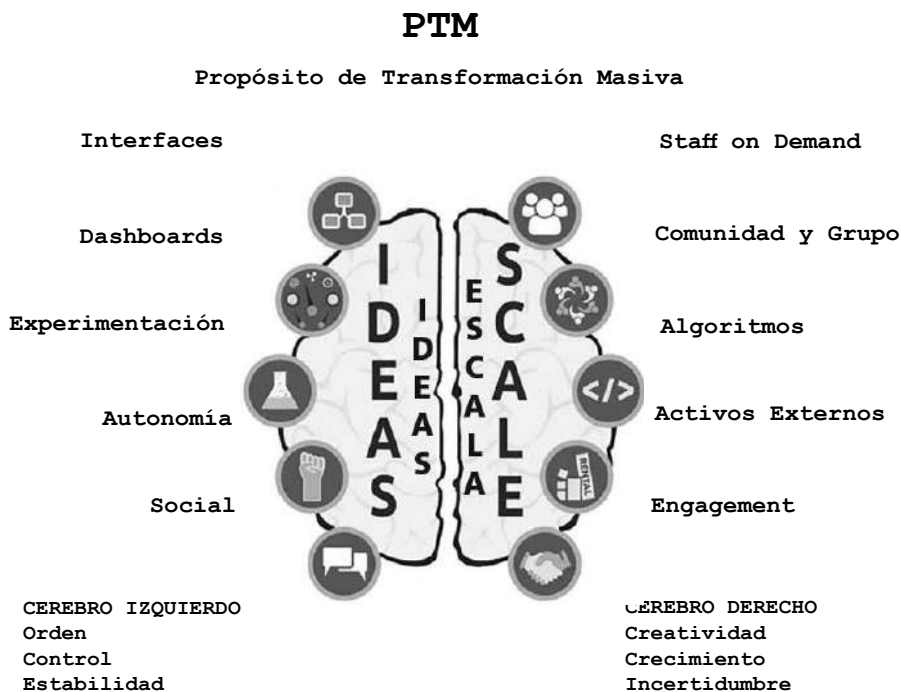 PTM
Propósito de Transformación Masiva
Interfaces
Dashboards
Experimentación
Autonomía
Social
IDEAS
IDEAS
ESCALA
SCALE
</>
RENTAL
Staff on Demand
Comunidad y Grupo
Algoritmos
Activos Externos
Engagement
CEREBRO IZQUIERDO
Orden
Control
Estabilidad
CEREBRO DERECHO
Creatividad
Crecimiento
Incertidumbre